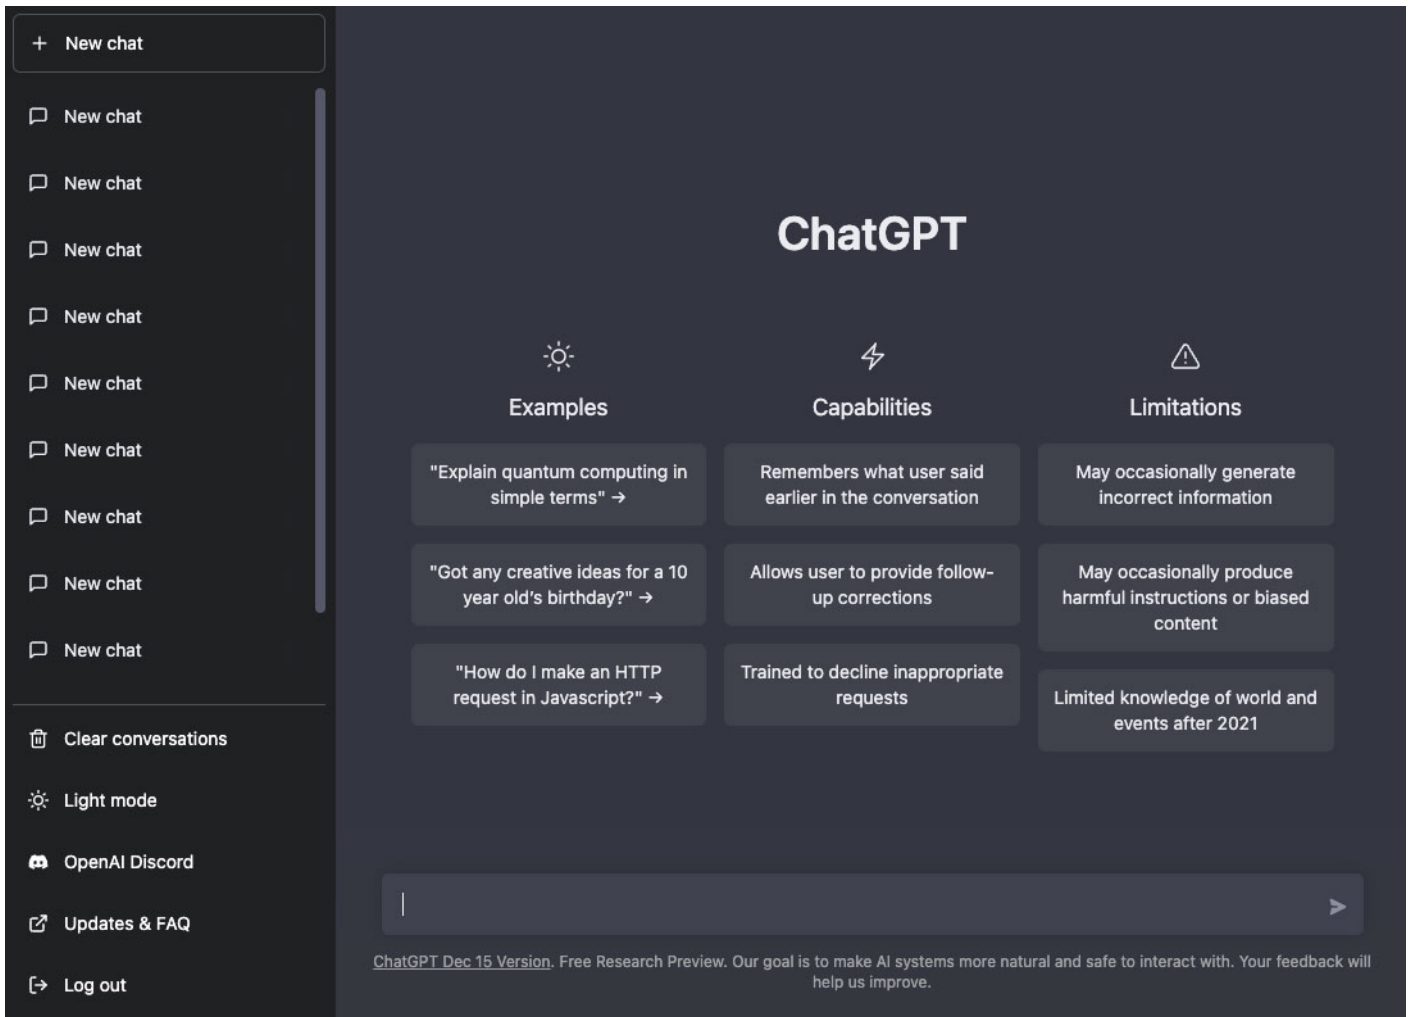 New chat
New chat
New chat
New chat
New chat
New chat
New chat
New chat
New chat
New chat
Clear conversations
Light mode
OpenAI Discord
Updates & FAQ
Log out
ChatGPT
Examples
"Explain quantum computing in
simple terms" →
"Got any creative ideas for a 10
year old's birthday?" →
"How do I make an HTTP
request in Javascript?" →
Capabilities
Remembers what user said
earlier in the conversation
Allows user to provide follow-
up corrections
Trained to decline inappropriate
requests
Limitations
May occasionally generate
incorrect information
May occasionally produce
harmful instructions or biased
content
Limited knowledge of world and
events after 2021
ChatGPT Dec 15 Version. Free Research Preview. Our goal is to make AI systems more natural and safe to interact with. Your feedback will
help us improve.